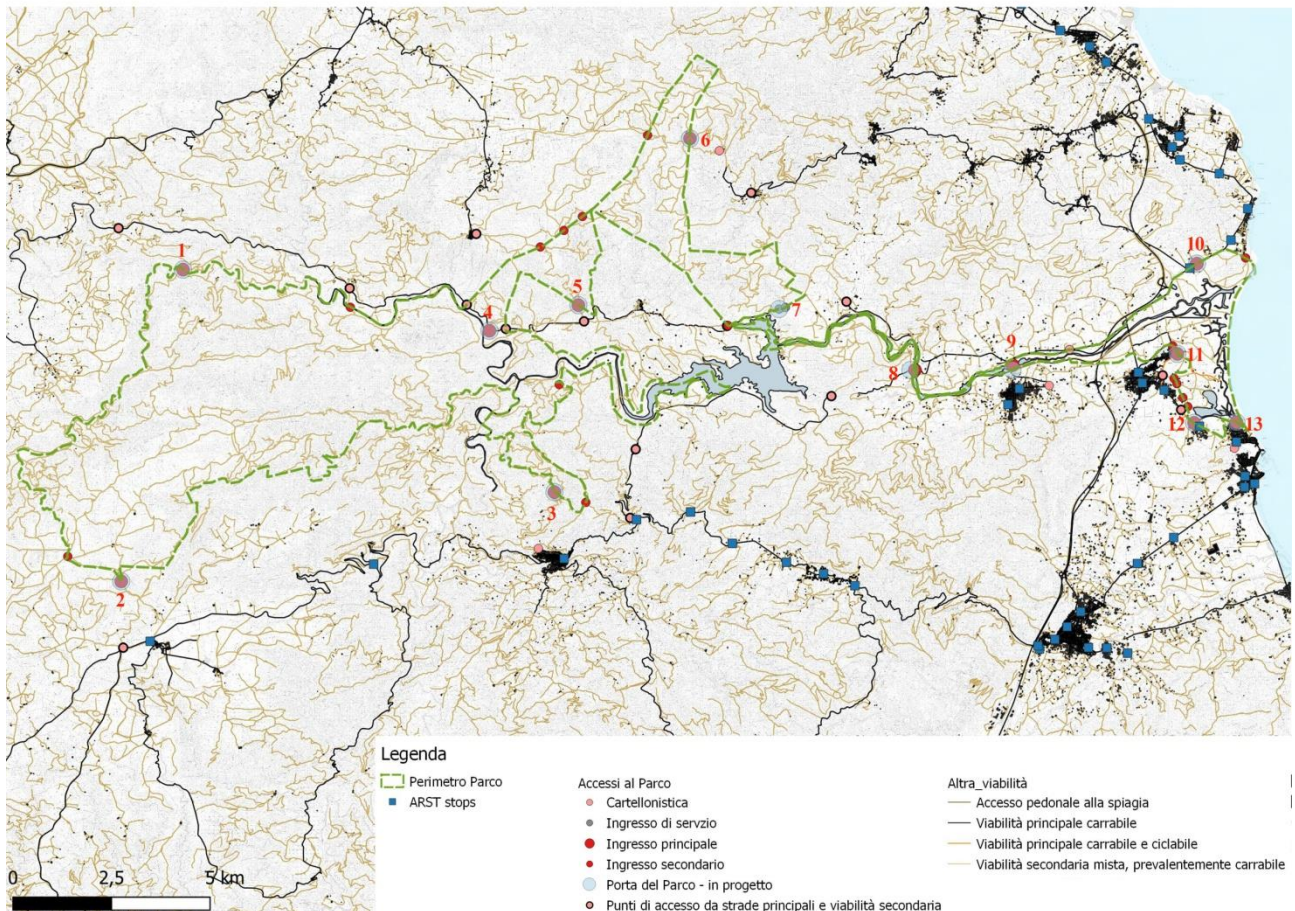 6
1
10
5
7
4
9
11
8
12
13
3
2
Legenda
Perimetro Parco
ARST stops
Accessi al Parco
Cartellonistica
Ingresso di servzio
Ingresso principale
Ingresso secondario
Porta del Parco - in progetto
Punti di accesso da strade principali e viabilità secondaria
Altra_viabilità
Accesso pedonale alla spiagia
Viabilità principale carrabile
Viabilità principale carrabile e ciclabile
Viabilità secondaria mista, prevalentemente carrabile
0 2,5 5 km